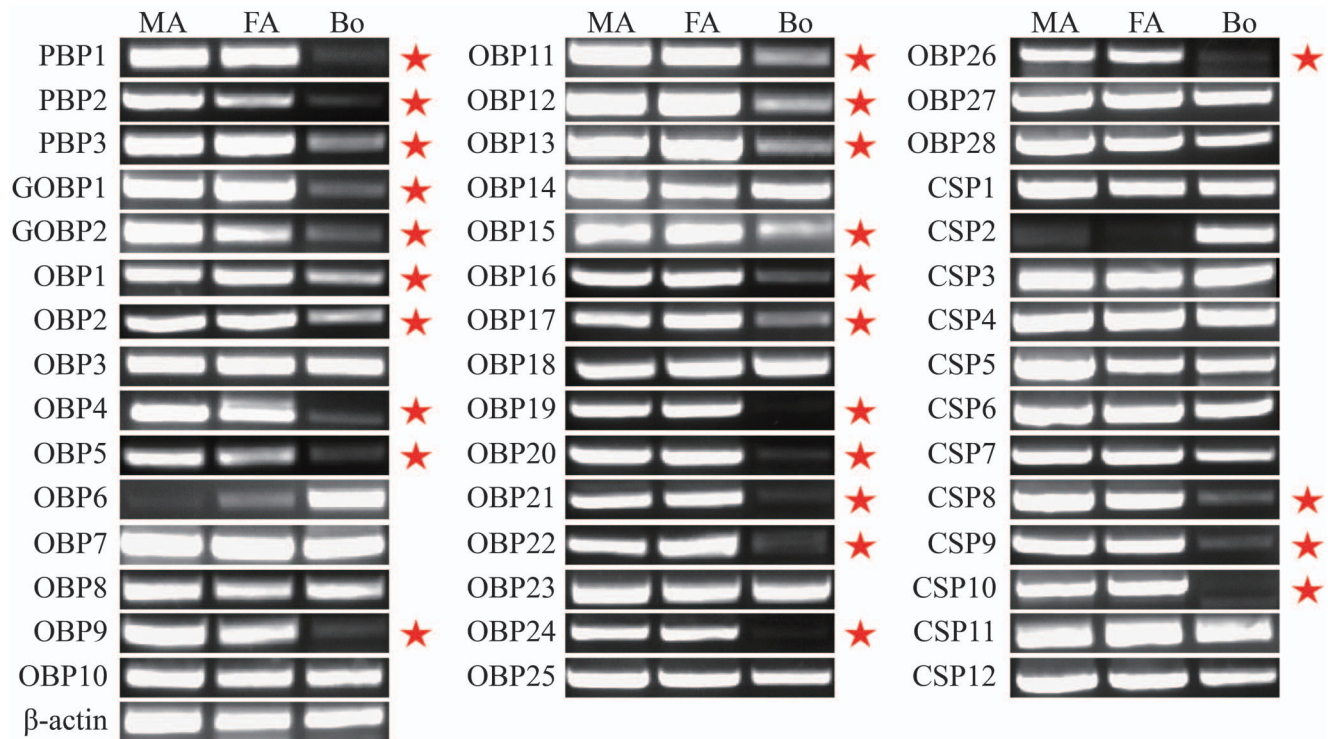 MA FA Bo
PBP1
PBP2
PBP3
GOBP1
GOBP2
OBP1
OBP2
OBP3
OBP4
OBP5
OBP6
OBP7
OBP8
OBP9
OBP10
β-actin
MA FA Bo
OBP11
OBP12
OBP13
OBP14
OBP15
OBP16
OBP17
OBP18
OBP19
OBP20
OBP21
OBP22
OBP23
OBP24
OBP25
MA FA Bo
OBP26
OBP27
OBP28
CSP1
CSP2
CSP3
CSP4
CSP5
CSP6
CSP7
CSP8
CSP9
CSP10
CSP11
CSP12